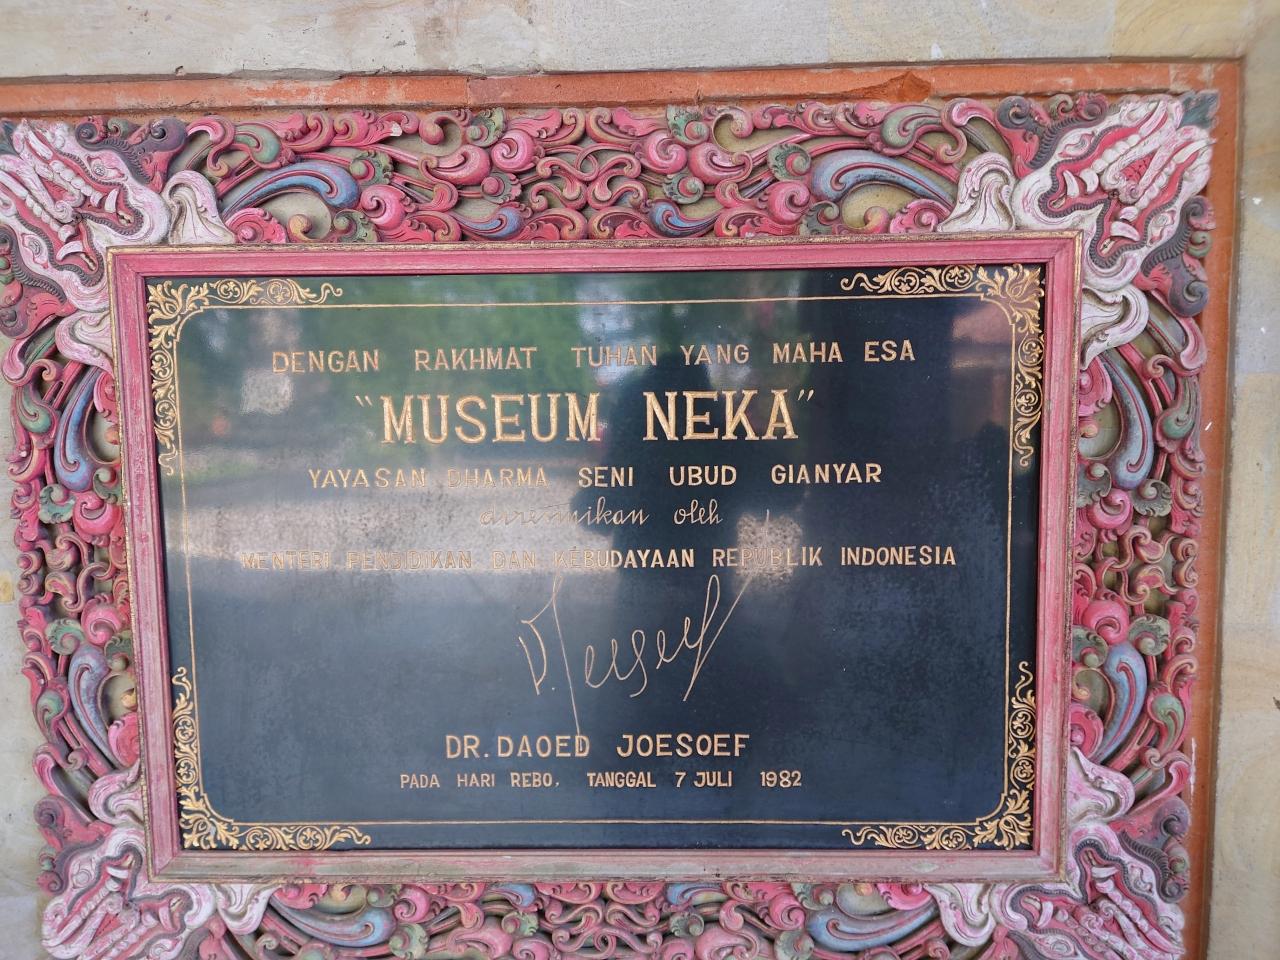 DENGAN RAKHMAT TUHAN YANG MAHA ESA
"MUSEUM NEKA"
YAYASAN DHARMA SENI UBUD GIANYAR
diresmikan oleh
MENTERI PENDIDIKAN DAN KEBUDAYAAN REPUBLIK INDONESIA
DR. DAOED JOESOEF
PADA HARI REBO, TANGGAL 7 JULI 1982